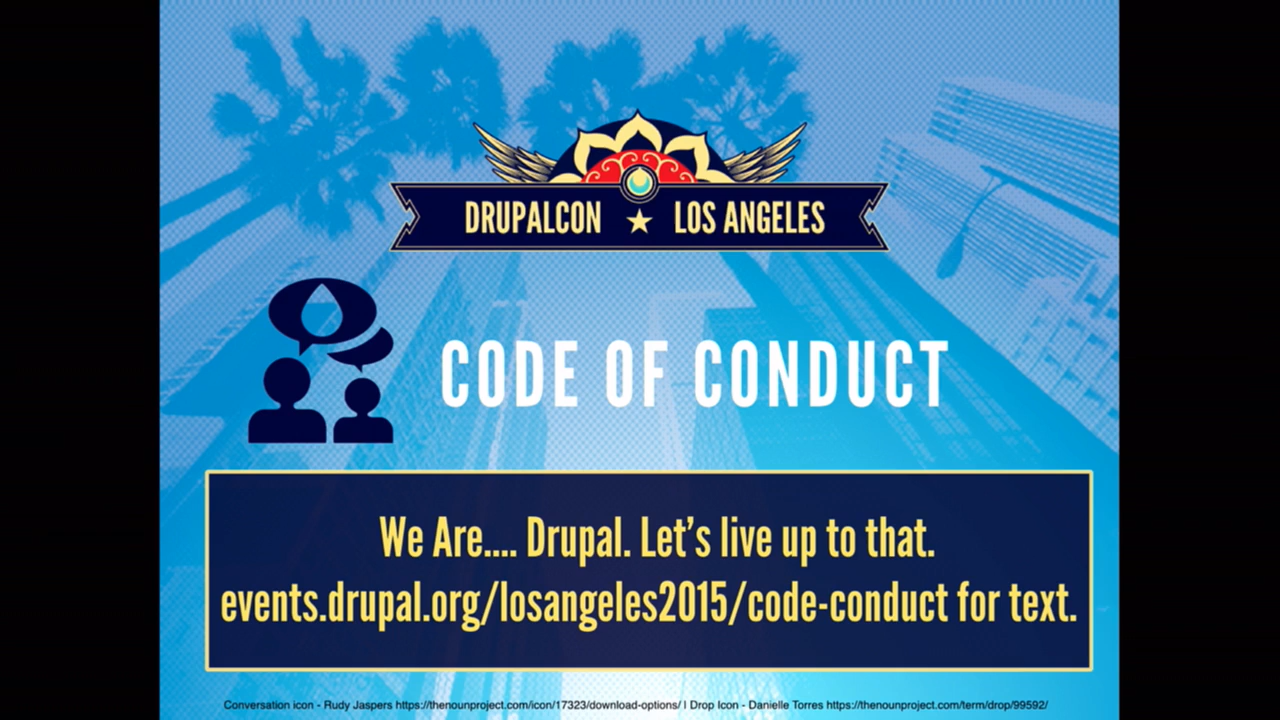 DRUPALCON ★ LOS ANGELES
CODE OF CONDUCT
We Are.... Drupal. Let's live up to that.
events.drupal.org/losangeles2015/code-conduct for text.
Conversation icon - Rudy Jaspers https://thenounproject.com/icon/17323/download-options/ | Drop Icon - Danielle Torres https://thenounproject.com/term/drop/99592/